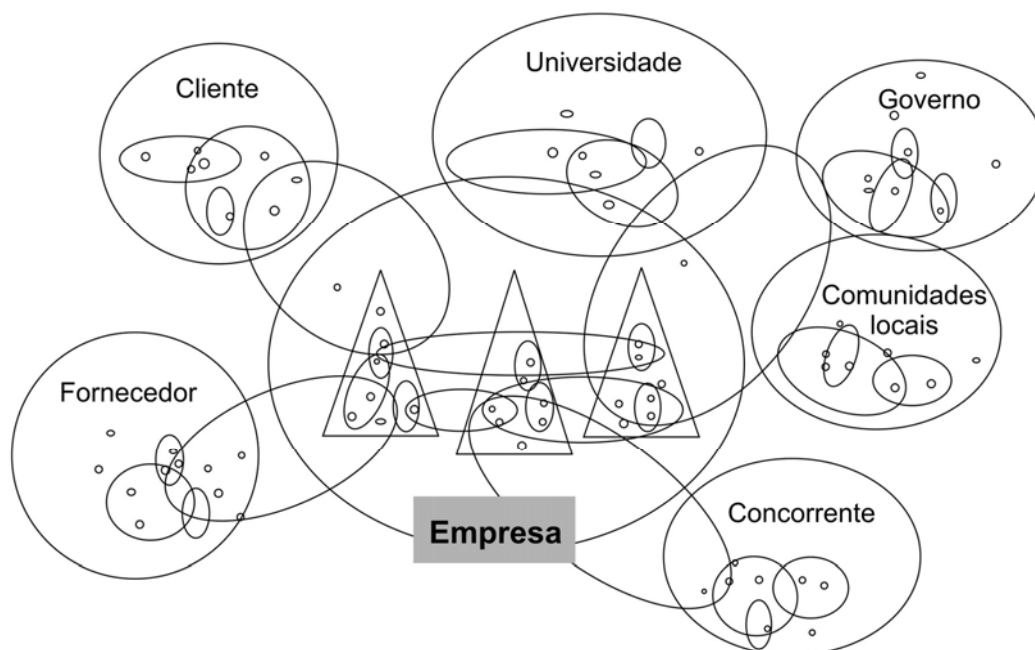 Cliente
Universidade
Governo
Comunidades
locais
Fornecedor
Empresa
Concorrente